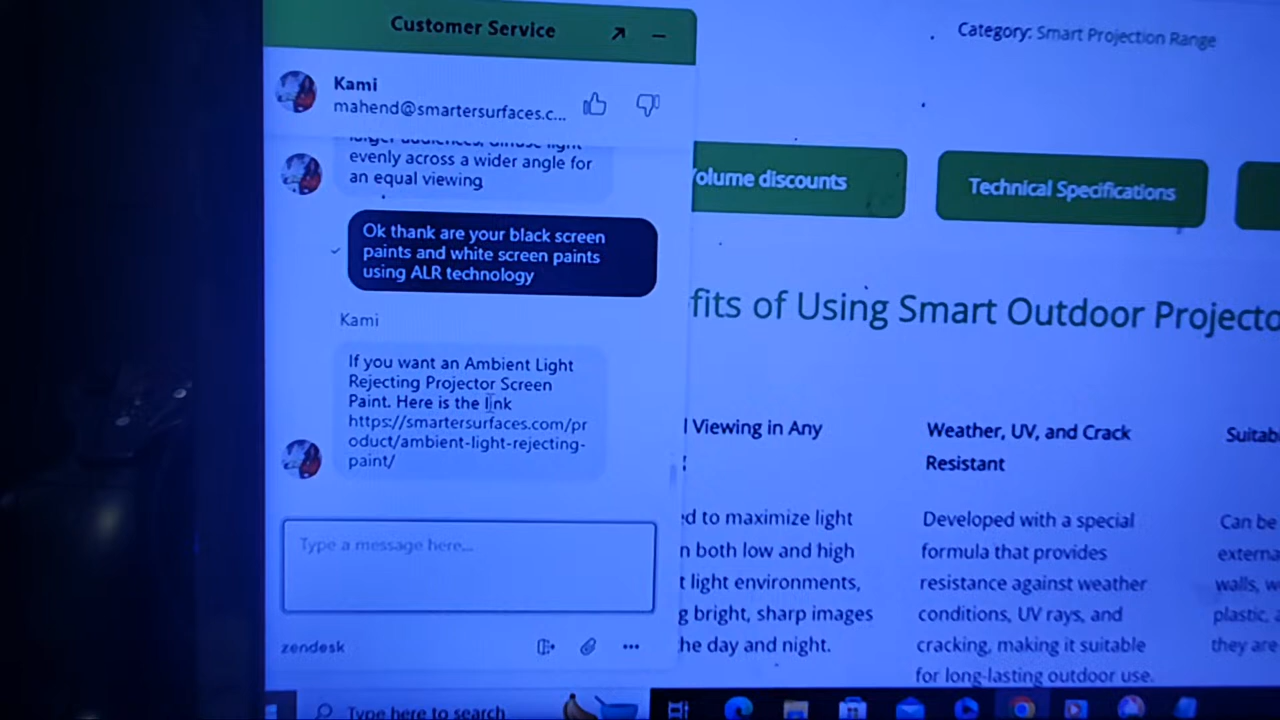 Customer Service
Kami
mahend@smartersurfaces.c...
larger audiences, diffuse light
evenly across a wider angle for
an equal viewing
Ok thank are your black screen
paints and white screen paints
using ALR technology
Kami
If you want an Ambient Light
Rejecting Projector Screen
Paint. Here is the link
https://smartersurfaces.com/pr
oduct/ambient-light-rejecting-
paint/
Type a message here...
zendesk
Category: Smart Projection Range
Volume discounts
Technical Specifications
fits of Using Smart Outdoor Projecto
l Viewing in Any
:
ed to maximize light
n both low and high
t light environments,
g bright, sharp images
he day and night.
Weather, UV, and Crack
Resistant
Developed with a special
formula that provides
resistance against weather
conditions, UV rays, and
cracking, making it suitable
for long-lasting outdoor use.
Suitab
Can be
externa
walls, w
plastic,
they are
Type here to search